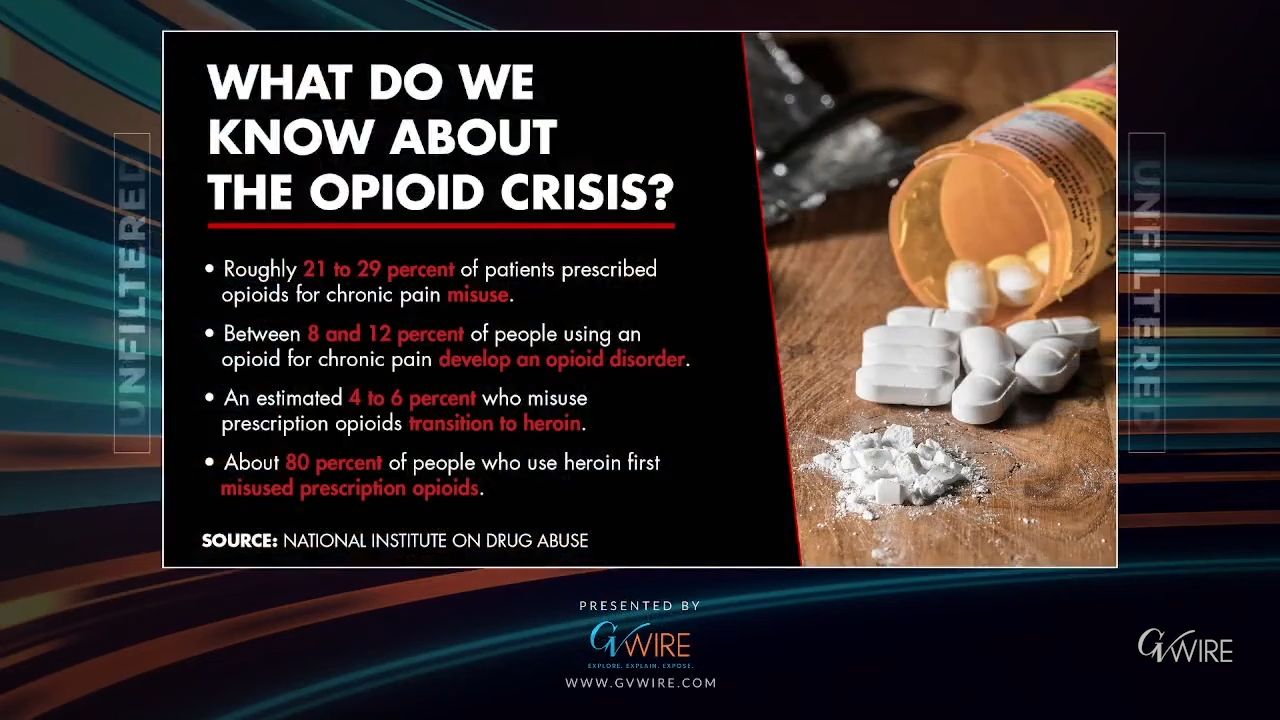 WHAT DO WE
KNOW ABOUT
THE OPIOID CRISIS?
• Roughly 21 to 29 percent of patients prescribed
opioids for chronic pain misuse.
• Between 8 and 12 percent of people using an
opioid for chronic pain develop an opioid disorder.
• An estimated 4 to 6 percent who misuse
prescription opioids transition to heroin.
• About 80 percent of people who use heroin first
misused prescription opioids.
SOURCE: NATIONAL INSTITUTE ON DRUG ABUSE
UNFILTERED
UNFILTERED
PRESENTED BY
GVWIRE
EXPLORE. EXPLAIN. EXPOSE.
WWW.GVWIRE.COM
GVWIRE